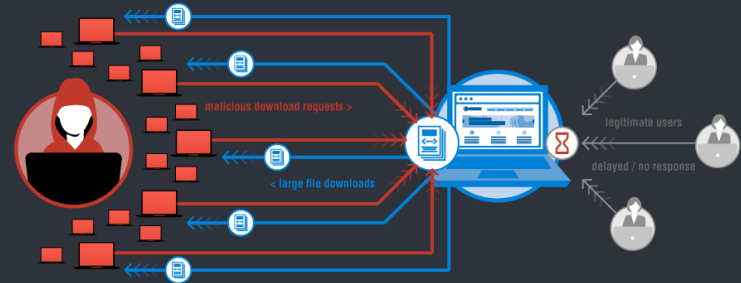 malicious download requests >
legitimate users
delayed / no response
< large file downloads